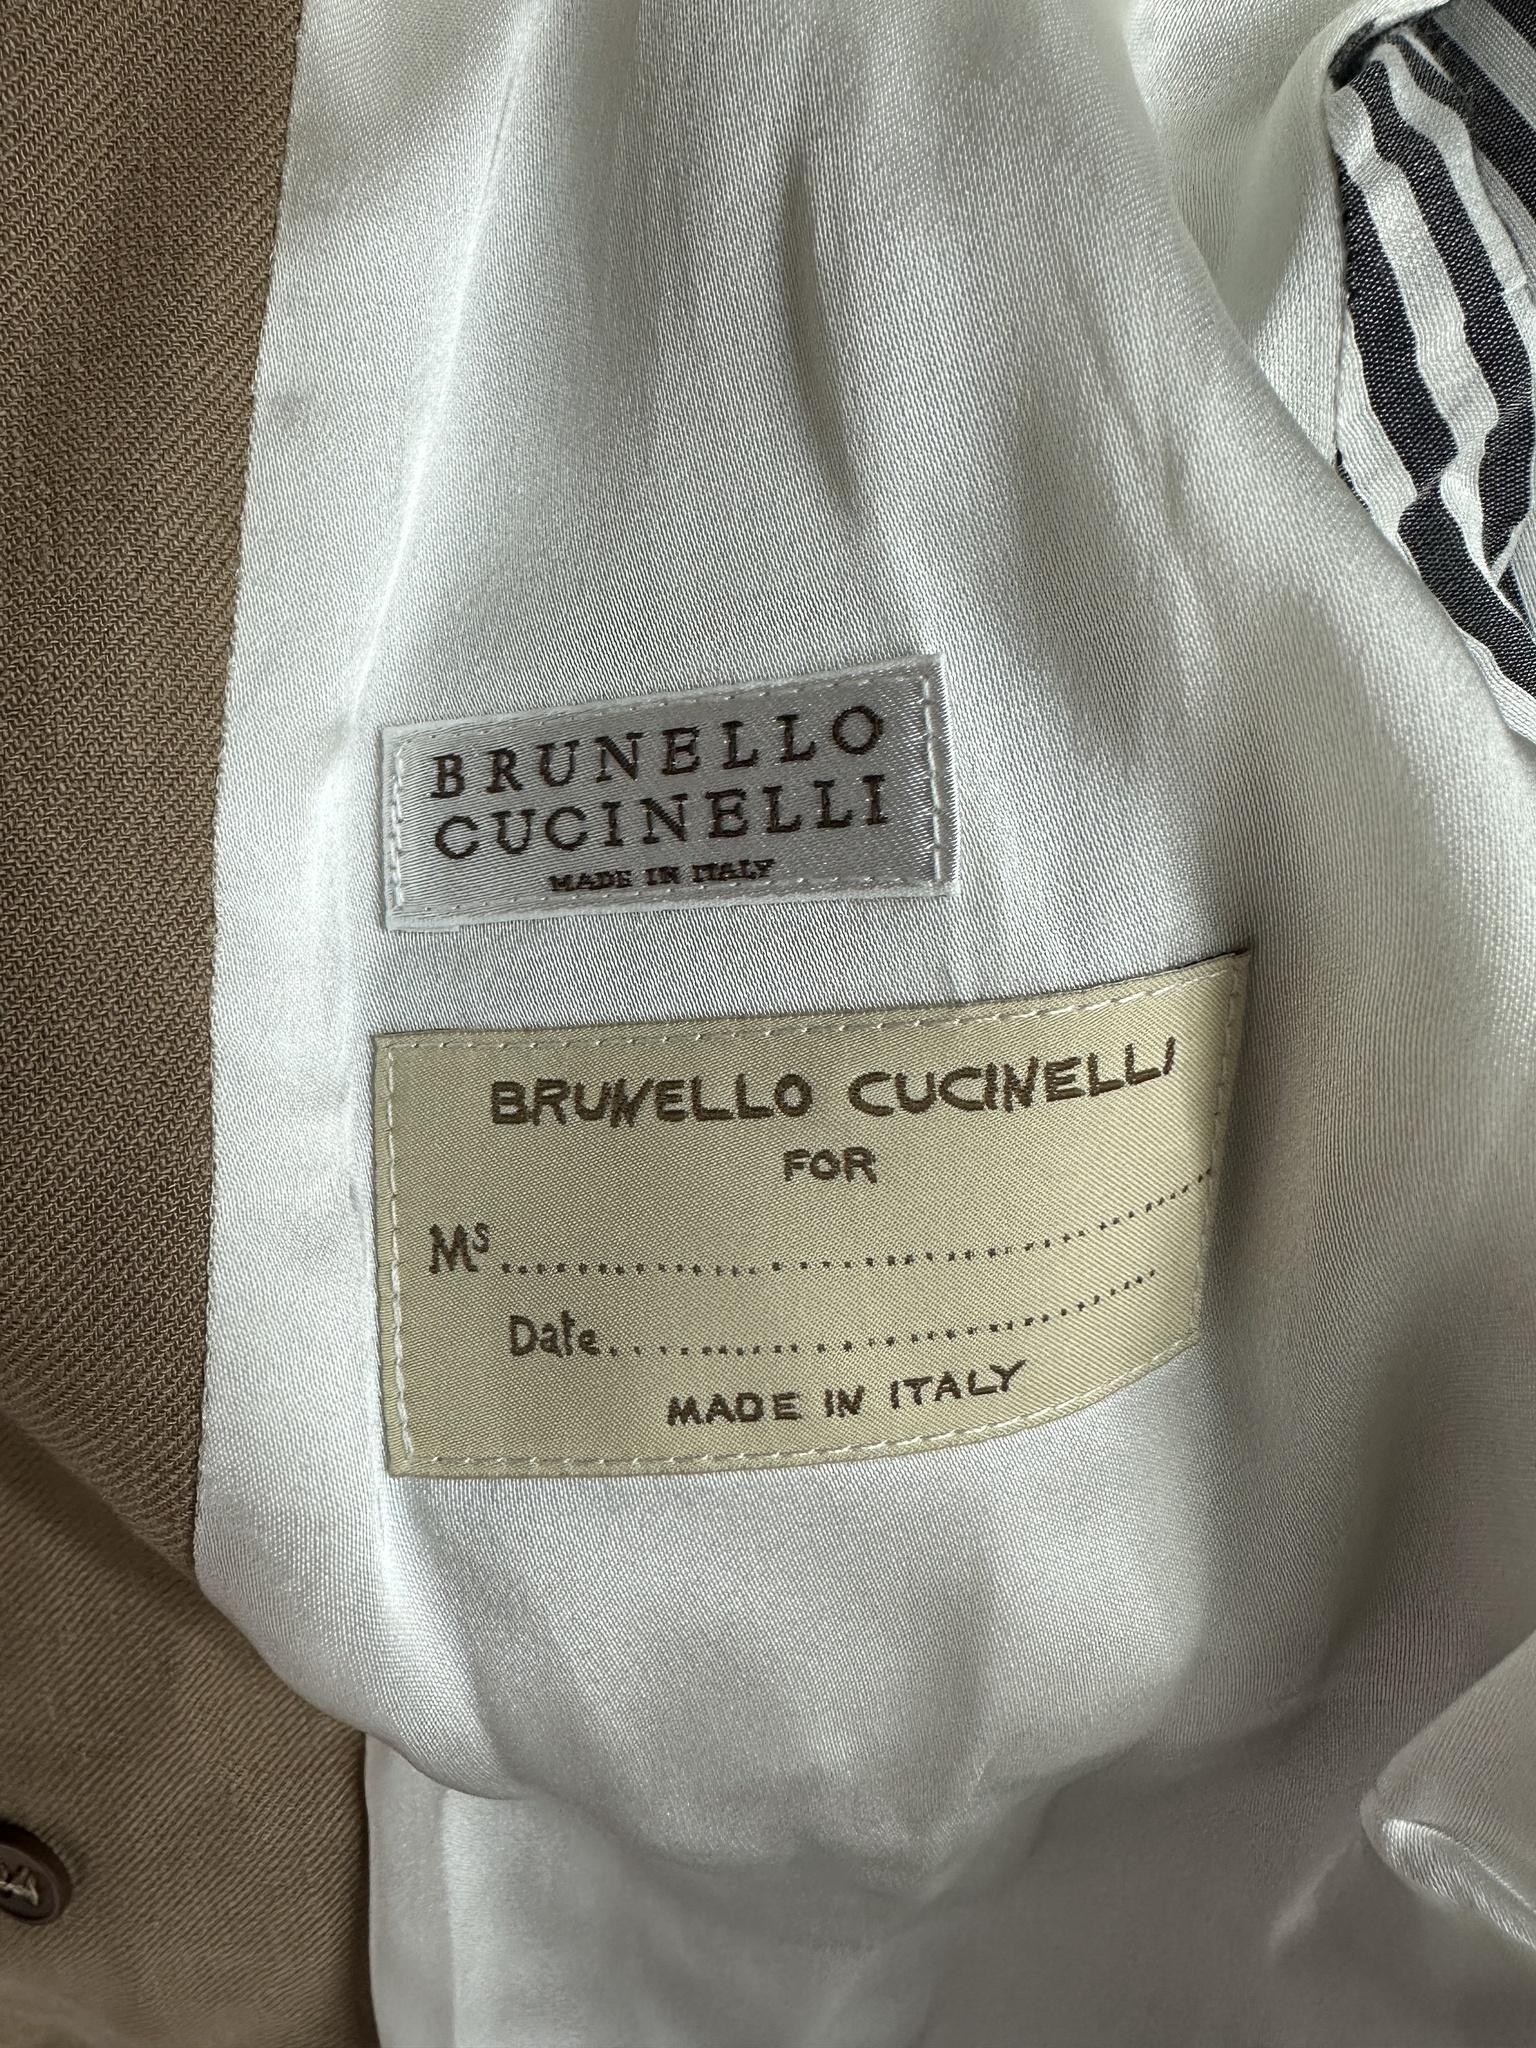 BRUNELLO
CUCINELLI
MADE IN ITALY
BRUNELLO CUCINELLI
FOR
Ms..........................................
Date..............................
MADE IN ITALY